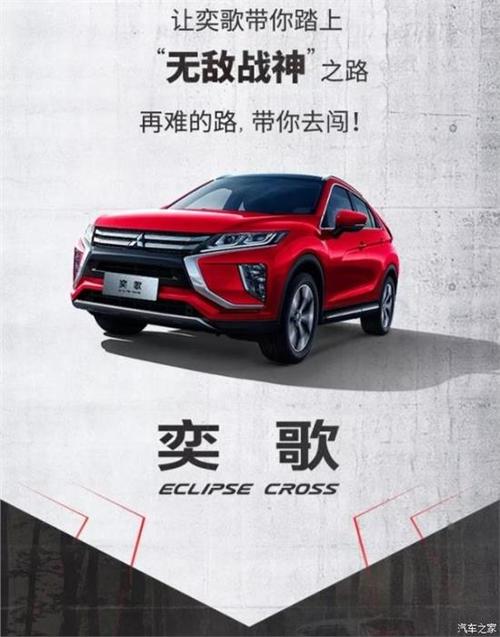 让奕歌带你踏上
“无敌战神”之路
再难的路,带你去闯!
奕歌
奕 歌
ECLIPSE CROSS
汽车之家